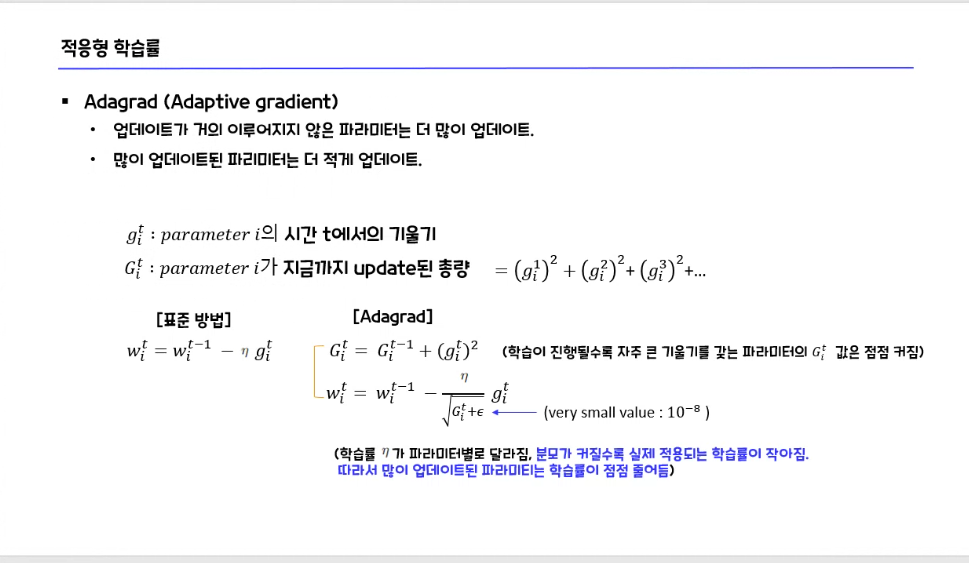 적응형 학습률
▪ Adagrad (Adaptive gradient)
• 업데이트가 거의 이루어지지 않은 파라미터는 더 많이 업데이트.
• 많이 업데이트된 파리미터는 더 적게 업데이트.
g_i^t : parameter i의 시간 t에서의 기울기
G_i^t : parameter i가 지금까지 update된 총량 = (g_i^1)^2 + (g_i^2)^2+ (g_i^3)^2+...
[표준 방법] [Adagrad]
w_i^t = w_i^{t-1} − η g_i^t
G_i^t = G_i^{t-1} + (g_i^t)^2 (학습이 진행될수록 자주 큰 기울기를 갖는 파라미터의 G_i^t 값은 점점 커짐)
w_i^t = w_i^{t-1} − η/√(G_i^t+ϵ) g_i^t
(very small value : 10^{-8} )
(학습률 η가 파라미터별로 달라짐, 분모가 커질수록 실제 적용되는 학습률이 작아짐.
따라서 많이 업데이트된 파라미터는 학습률이 점점 줄어듬)